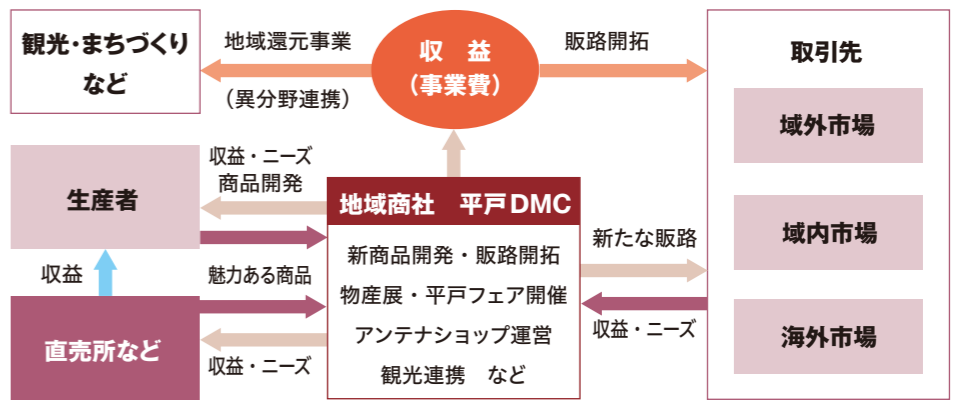 観光・まちづくり
など
地域還元事業
（異分野連携）
収　益
（事業費）
販路開拓
取引先
域外市場
域内市場
海外市場
生産者
収益・ニーズ
商品開発
収益
魅力ある商品
直売所など
収益・ニーズ
地域商社　平戸DMC
新商品開発・販路開拓
物産展・平戸フェア開催
アンテナショップ運営
観光連携　など
新たな販路
収益・ニーズ